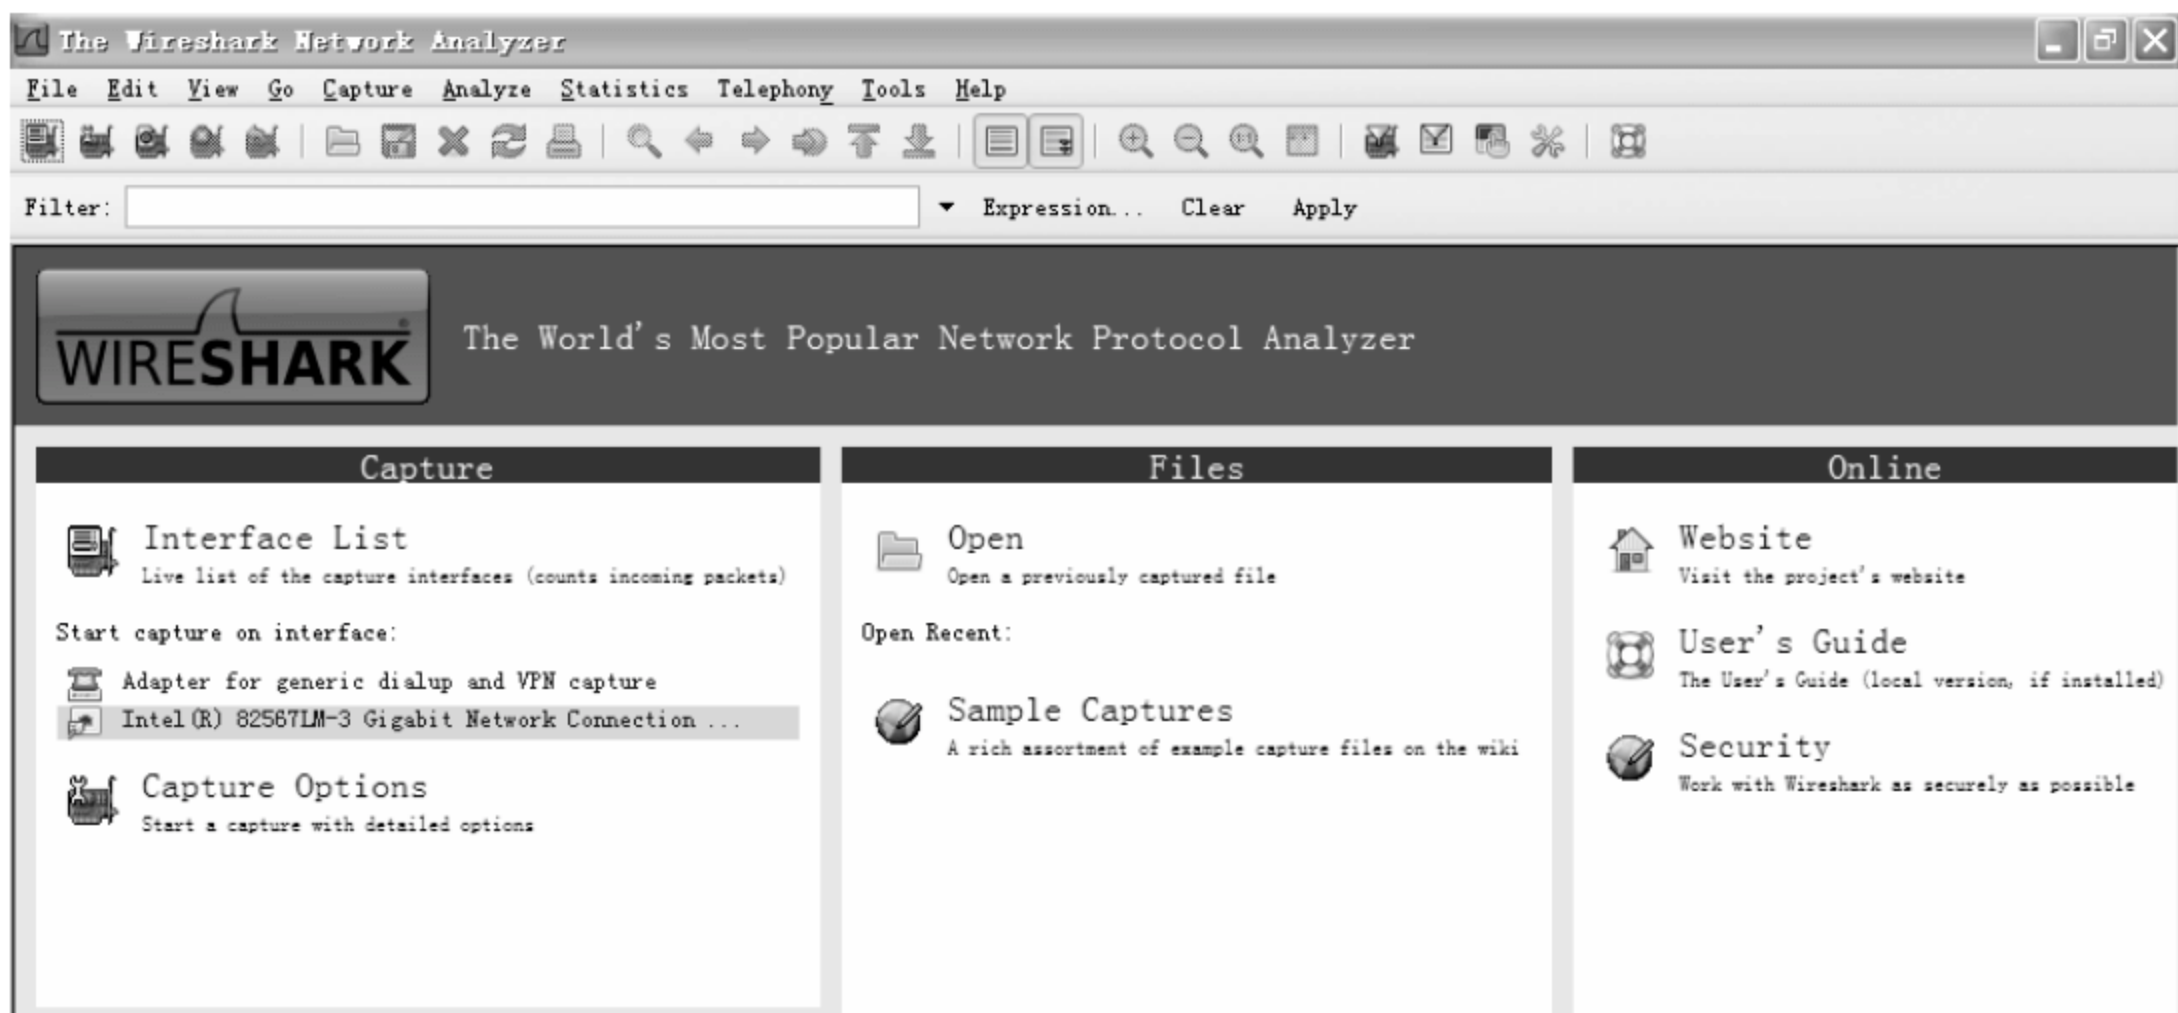 The Wireshark Network Analyzer
File Edit View Go Capture Analyze Statistics Telephony Tools Help
Filter: Expression... Clear Apply
WIRESHARK
The World's Most Popular Network Protocol Analyzer
Capture
Interface List
Live list of the capture interfaces (counts incoming packets)
Start capture on interface:
Adapter for generic dialup and VPN capture
Intel(R) 82567LM-3 Gigabit Network Connection ...
Capture Options
Start a capture with detailed options
Files
Open
Open a previously captured file
Open Recent:
Sample Captures
A rich assortment of example capture files on the wiki
Online
Website
Visit the project's website
User's Guide
The User's Guide (local version, if installed)
Security
Work with Wireshark as securely as possible